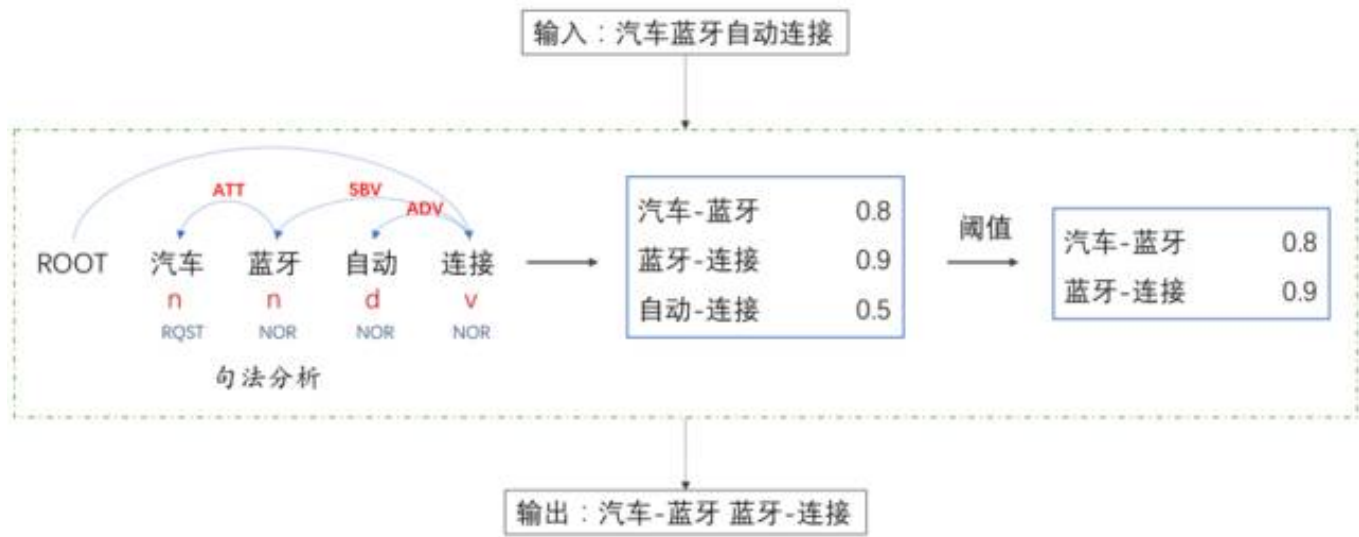 输入：汽车蓝牙自动连接
ATT
SBV
ADV
ROOT 汽车 蓝牙 自动 连接
n n d v
RQST NOR NOR NOR
句法分析
汽车-蓝牙 0.8
蓝牙-连接 0.9
自动-连接 0.5
阈值
汽车-蓝牙 0.8
蓝牙-连接 0.9
输出：汽车-蓝牙 蓝牙-连接